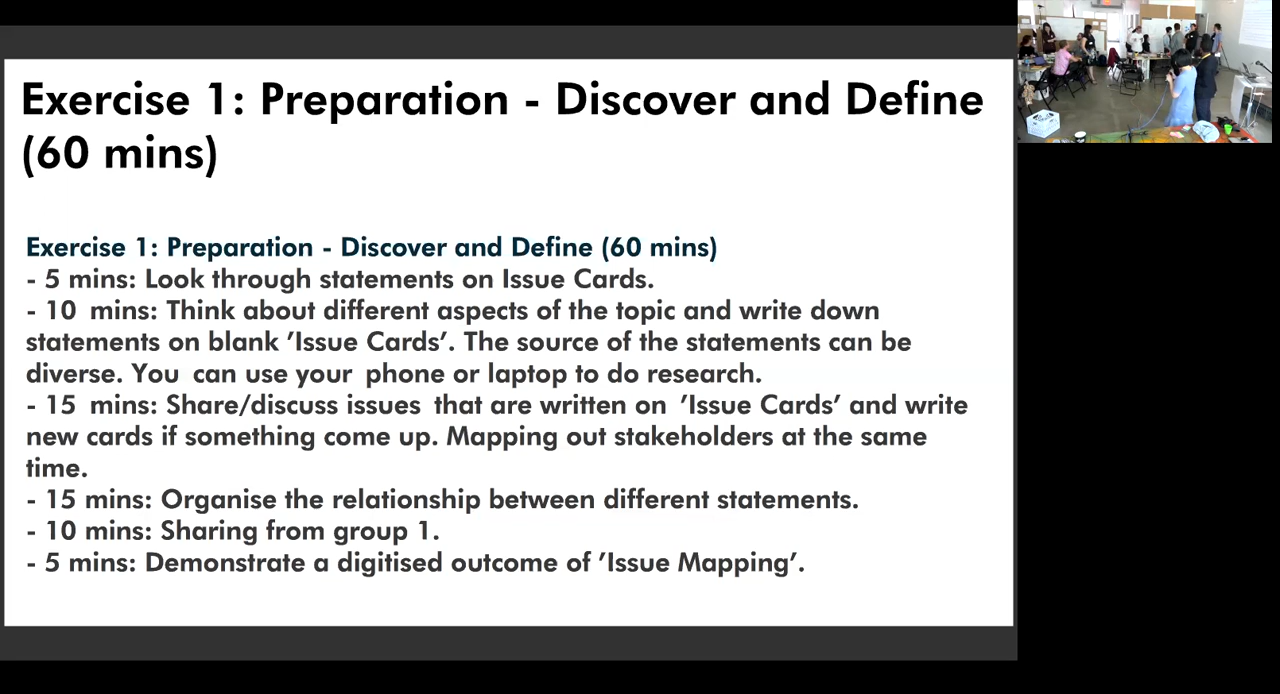 Exercise 1: Preparation - Discover and Define
(60 mins)
Exercise 1: Preparation - Discover and Define (60 mins)
- 5 mins: Look through statements on Issue Cards.
- 10 mins: Think about different aspects of the topic and write down
statements on blank ’Issue Cards’. The source of the statements can be
diverse. You can use your phone or laptop to do research.
- 15 mins: Share/discuss issues that are written on ’Issue Cards’ and write
new cards if something come up. Mapping out stakeholders at the same
time.
- 15 mins: Organise the relationship between different statements.
- 10 mins: Sharing from group 1.
- 5 mins: Demonstrate a digitised outcome of ’Issue Mapping’.